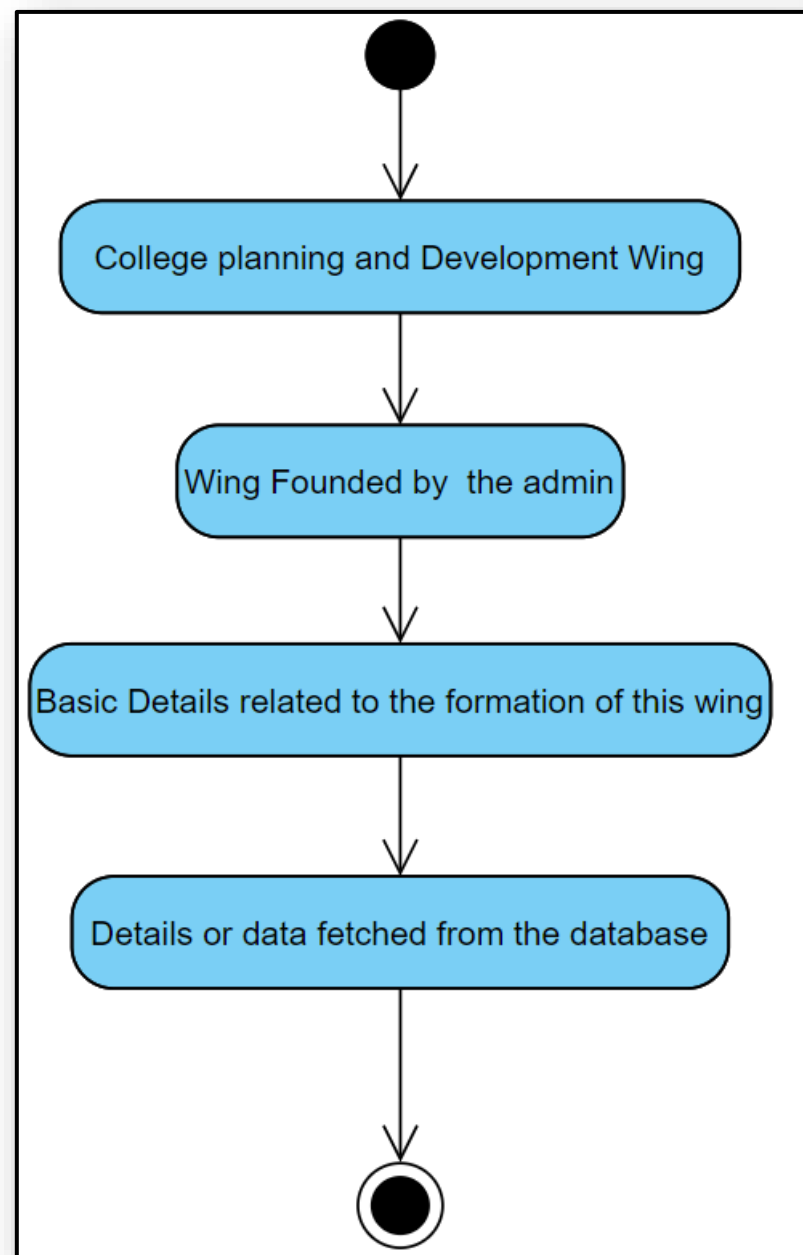 College planning and Development Wing
Wing Founded by  the admin
Basic Details related to the formation of this wing
Details or data fetched from the database